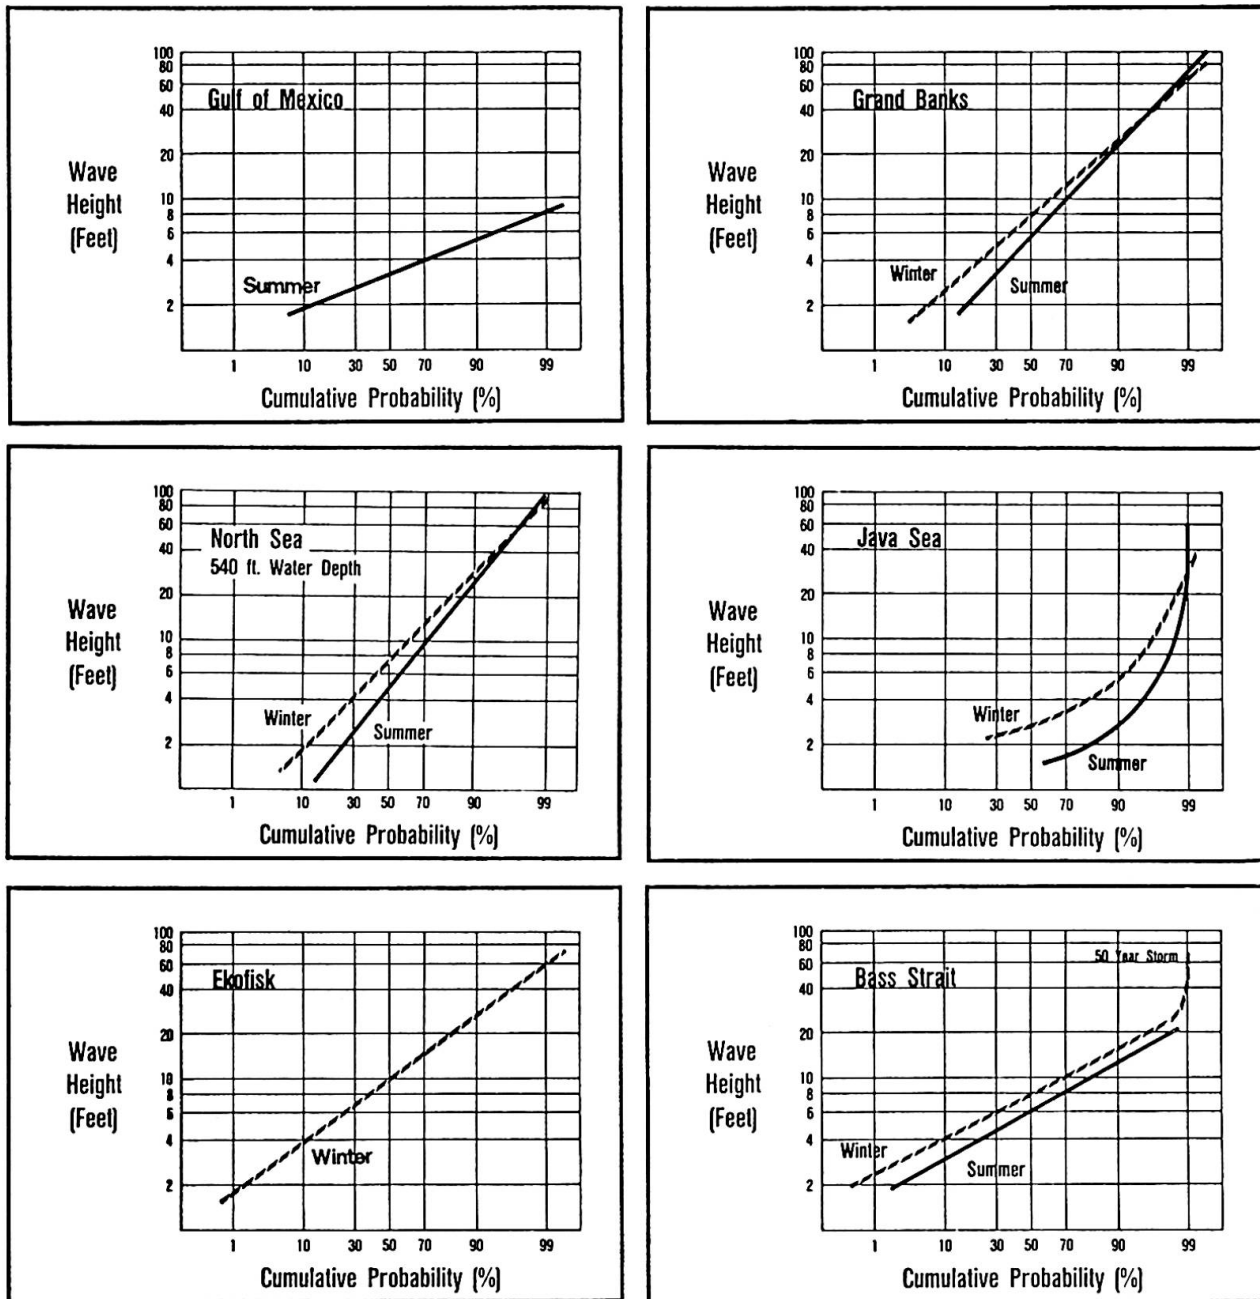 100
80
60
40
20
10
8
6
4
2
Gulf of Mexico
Wave
Height
(Feet)
Summer
1 10 30 50 70 90 99
Cumulative Probability (%)
100
80
60
40
20
10
8
6
4
2
Grand Banks
Wave
Height
(Feet)
Winter
Summer
1 10 30 50 70 90 99
Cumulative Probability (%)
100
80
60
40
20
10
8
6
4
2
North Sea
540 ft. Water Depth
Wave
Height
(Feet)
Winter
Summer
1 10 30 50 70 90 99
Cumulative Probability (%)
100
80
60
40
20
10
8
6
4
2
Java Sea
Wave
Height
(Feet)
Winter
Summer
1 10 30 50 70 90 99
Cumulative Probability (%)
100
80
60
40
20
10
8
6
4
2
Ekofisk
Wave
Height
(Feet)
Winter
1 10 30 50 70 90 99
Cumulative Probability (%)
100
80
60
40
20
10
8
6
4
2
50 Year Storm
Bass Strait
Wave
Height
(Feet)
Winter
Summer
1 10 30 50 70 90 99
Cumulative Probability (%)